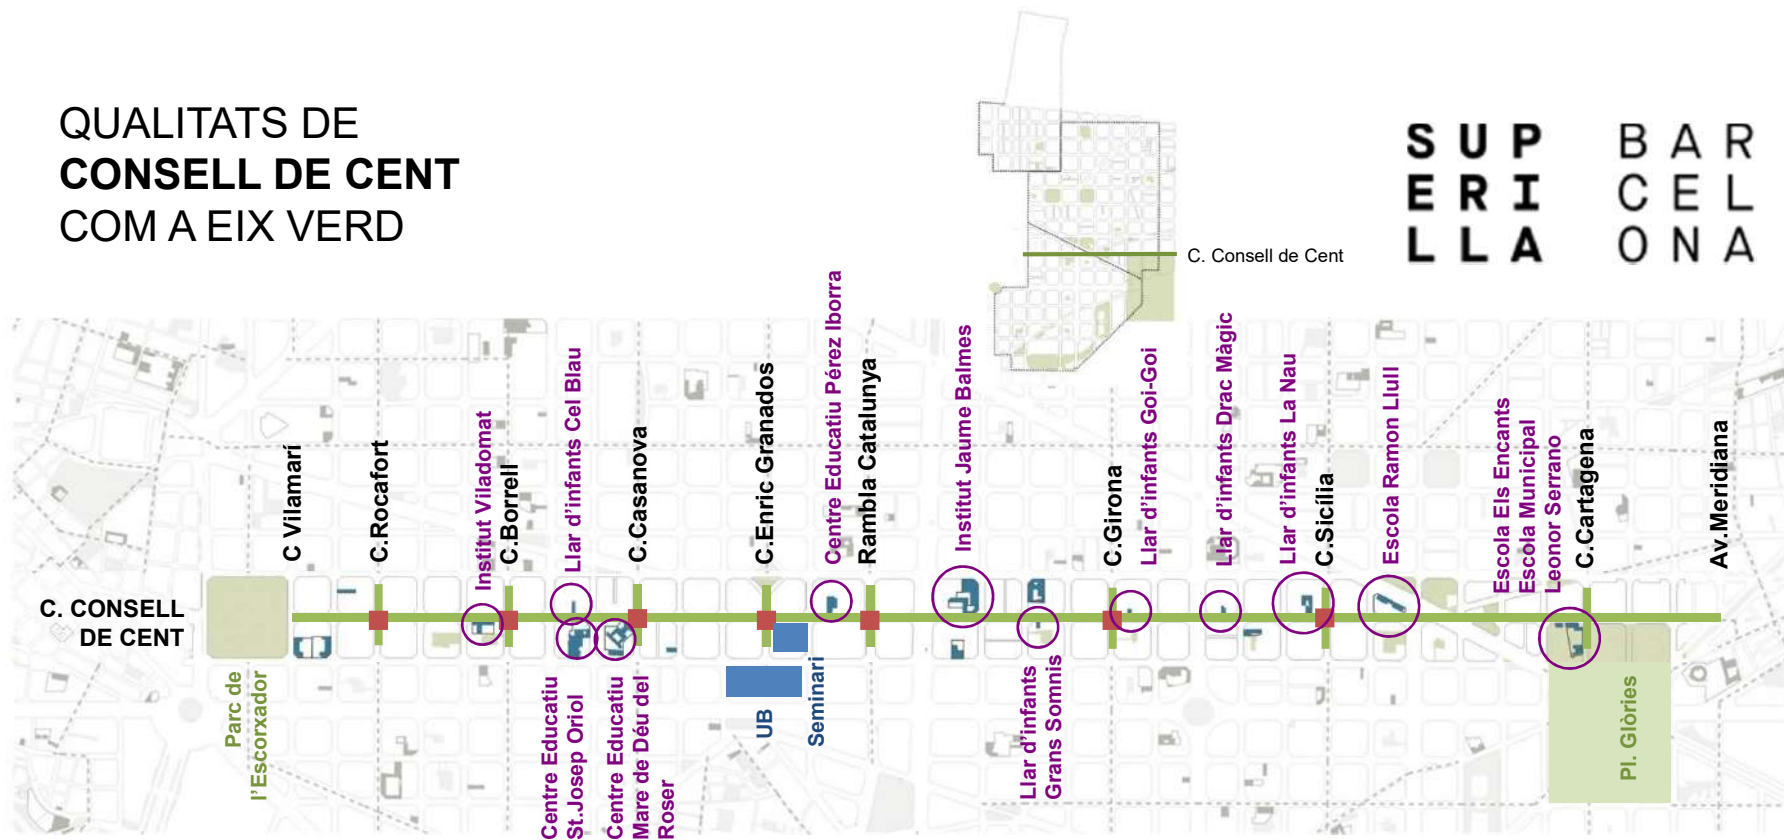 QUALITATS DE
CONSELL DE CENT
COM A EIX VERD
C. Consell de Cent
SUP
ERI
LLA
BAR
CEL
ONA
C. CONSELL
DE CENT
C Vilamarí
C.Rocafort
Institut Viladomat
C.Borrell
Llar d'infants Cel Blau
C.Casanova
C.Enric Granados
Centre Educatiu Pérez Iborra
Rambla Catalunya
Institut Jaume Balmes
C.Girona
Llar d'infants Goi-Goi
Llar d'infants Drac Màgic
Llar d'infants La Nau
C.Sicilia
Escola Ramon Llull
Escola Els Encants
Escola Municipal
Leonor Serrano
C.Cartagena
Av.Meridiana
Parc de
l'Escorxador
Centre Educatiu
St.Josep Oriol
Centre Educatiu
Mare de Déu del
Roser
UB
Seminari
Llar d'infants
Grans Somnis
Pl. Glòries